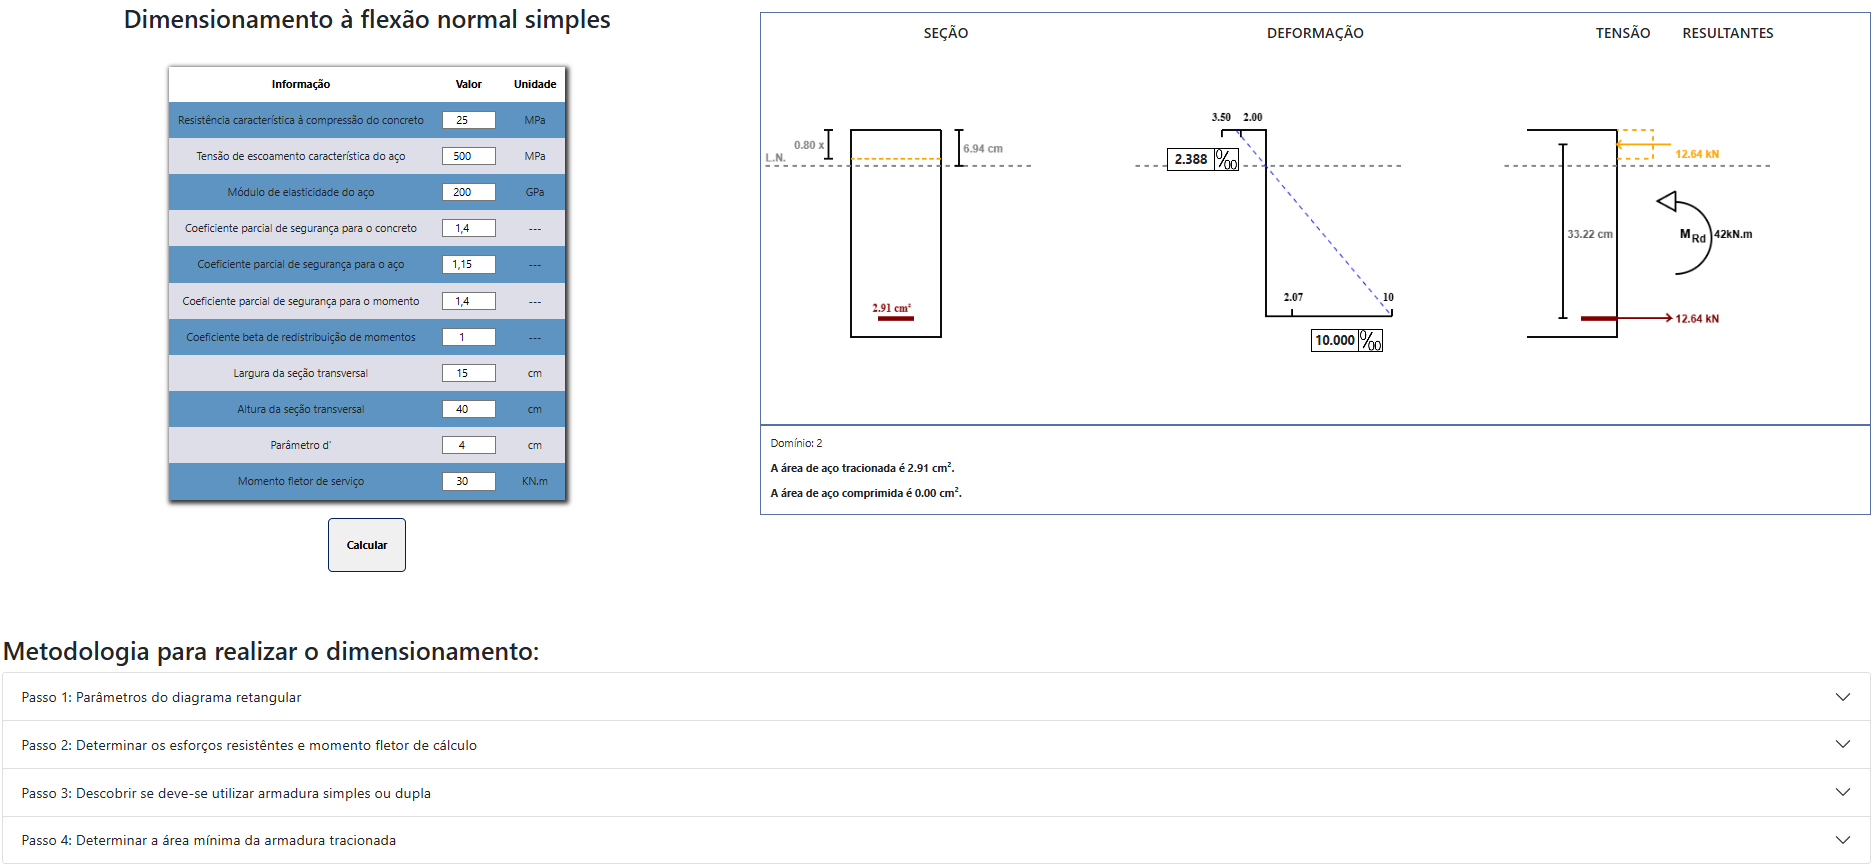 Dimensionamento à flexão normal simples
Informação Valor Unidade
Resistência característica à compressão do concreto 25 MPa
Tensão de escoamento característica do aço 500 MPa
Módulo de elasticidade do aço 200 GPa
Coeficiente parcial de segurança para o concreto 1,4 ---
Coeficiente parcial de segurança para o aço 1,15 ---
Coeficiente parcial de segurança para o momento 1,4 ---
Coeficiente beta de redistribuição de momentos 1 ---
Largura da seção transversal 15 cm
Altura da seção transversal 40 cm
Parâmetro d' 4 cm
Momento fletor de serviço 30 KN.m
Calcular
SEÇÃO DEFORMAÇÃO TENSÃO RESULTANTES
0.80 x
L.N.
6.94 cm
2.91 cm²
3.50 2.00
2.388 ‰
2.07 10
10.000 ‰
12.64 kN
33.22 cm
MRd 42kN.m
12.64 kN
Domínio: 2
A área de aço tracionada é 2.91 cm².
A área de aço comprimida é 0.00 cm².
Metodologia para realizar o dimensionamento:
Passo 1: Parâmetros do diagrama retangular
Passo 2: Determinar os esforços resistêntes e momento fletor de cálculo
Passo 3: Descobrir se deve-se utilizar armadura simples ou dupla
Passo 4: Determinar a área mínima da armadura tracionada